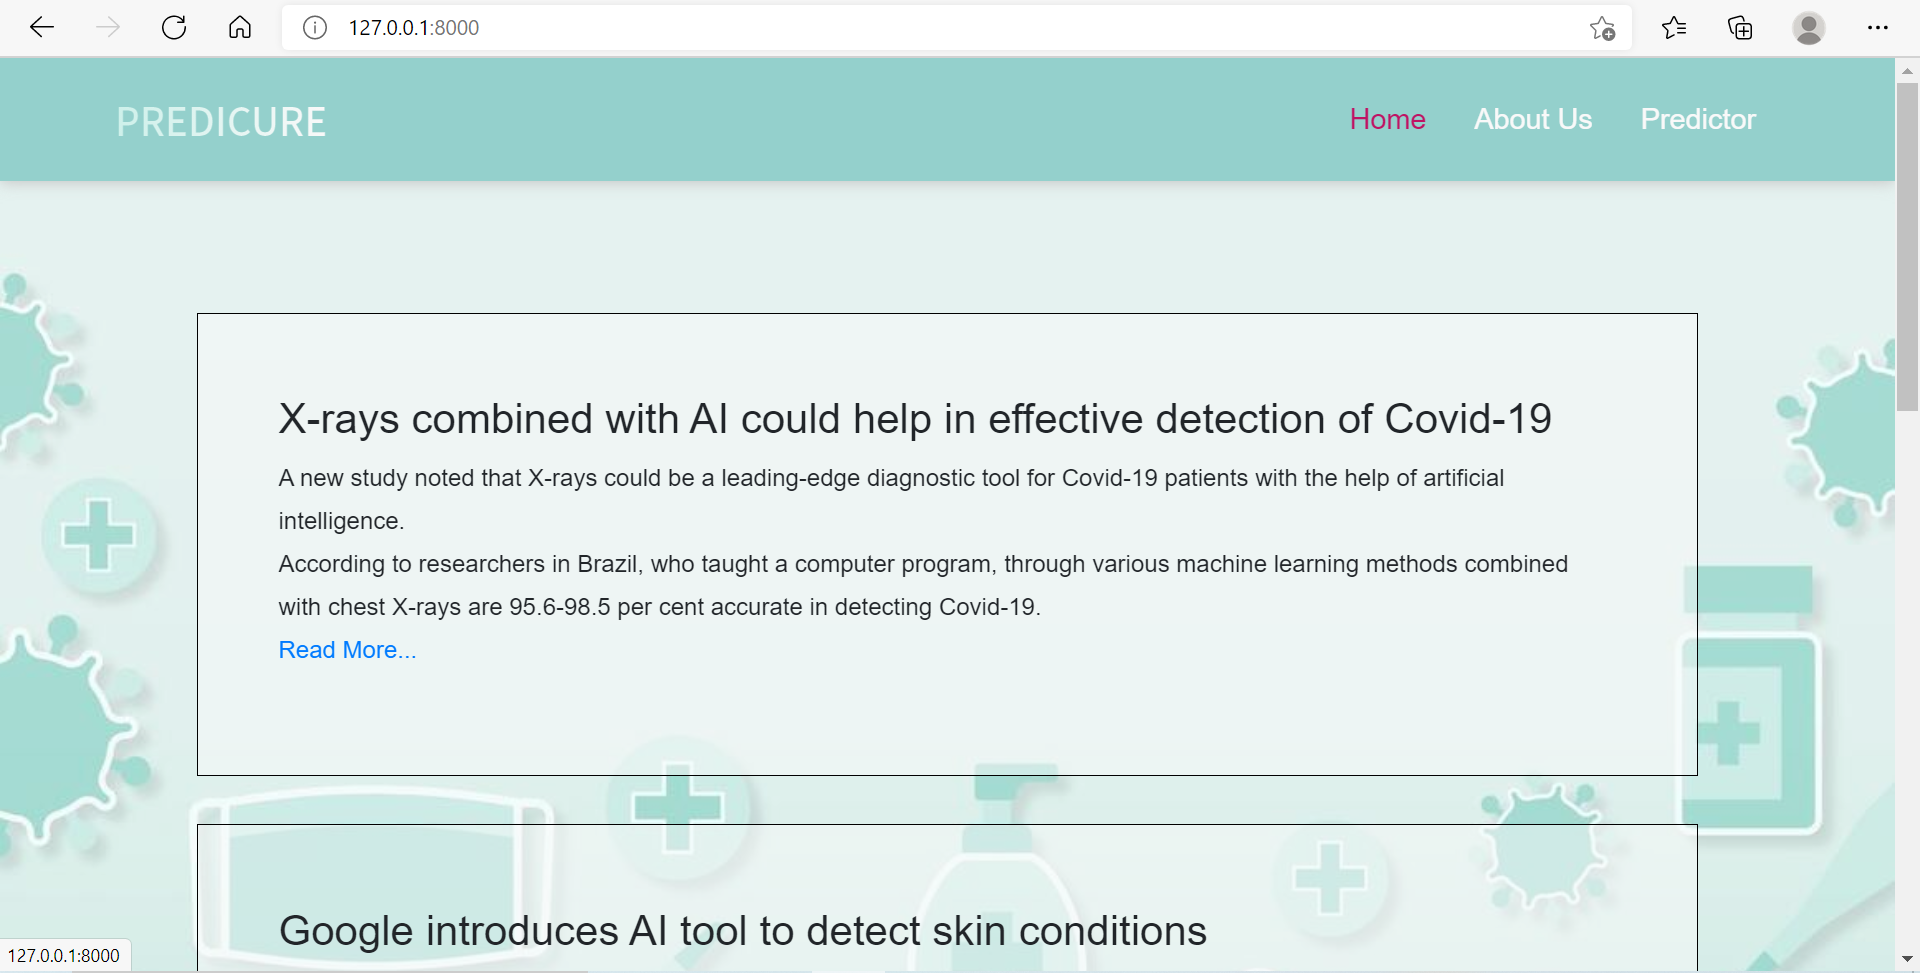 127.0.0.1:8000
PREDICURE
Home
About Us
Predictor
X-rays combined with AI could help in effective detection of Covid-19
A new study noted that X-rays could be a leading-edge diagnostic tool for Covid-19 patients with the help of artificial
intelligence.
According to researchers in Brazil, who taught a computer program, through various machine learning methods combined
with chest X-rays are 95.6-98.5 per cent accurate in detecting Covid-19.
Read More...
Google introduces AI tool to detect skin conditions
127.0.0.1:8000